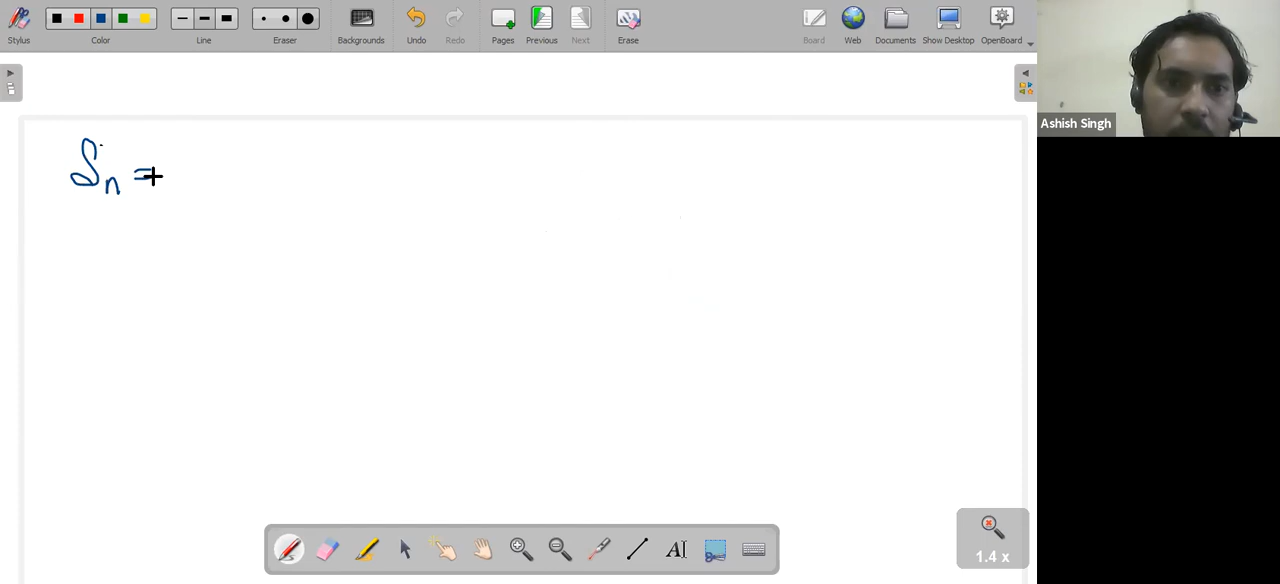 Stylus Color Line Eraser Backgrounds Undo Redo Pages Previous Next Erase Board Web Documents Show Desktop OpenBoard
Ashish Singh
Sn =
1.4 x